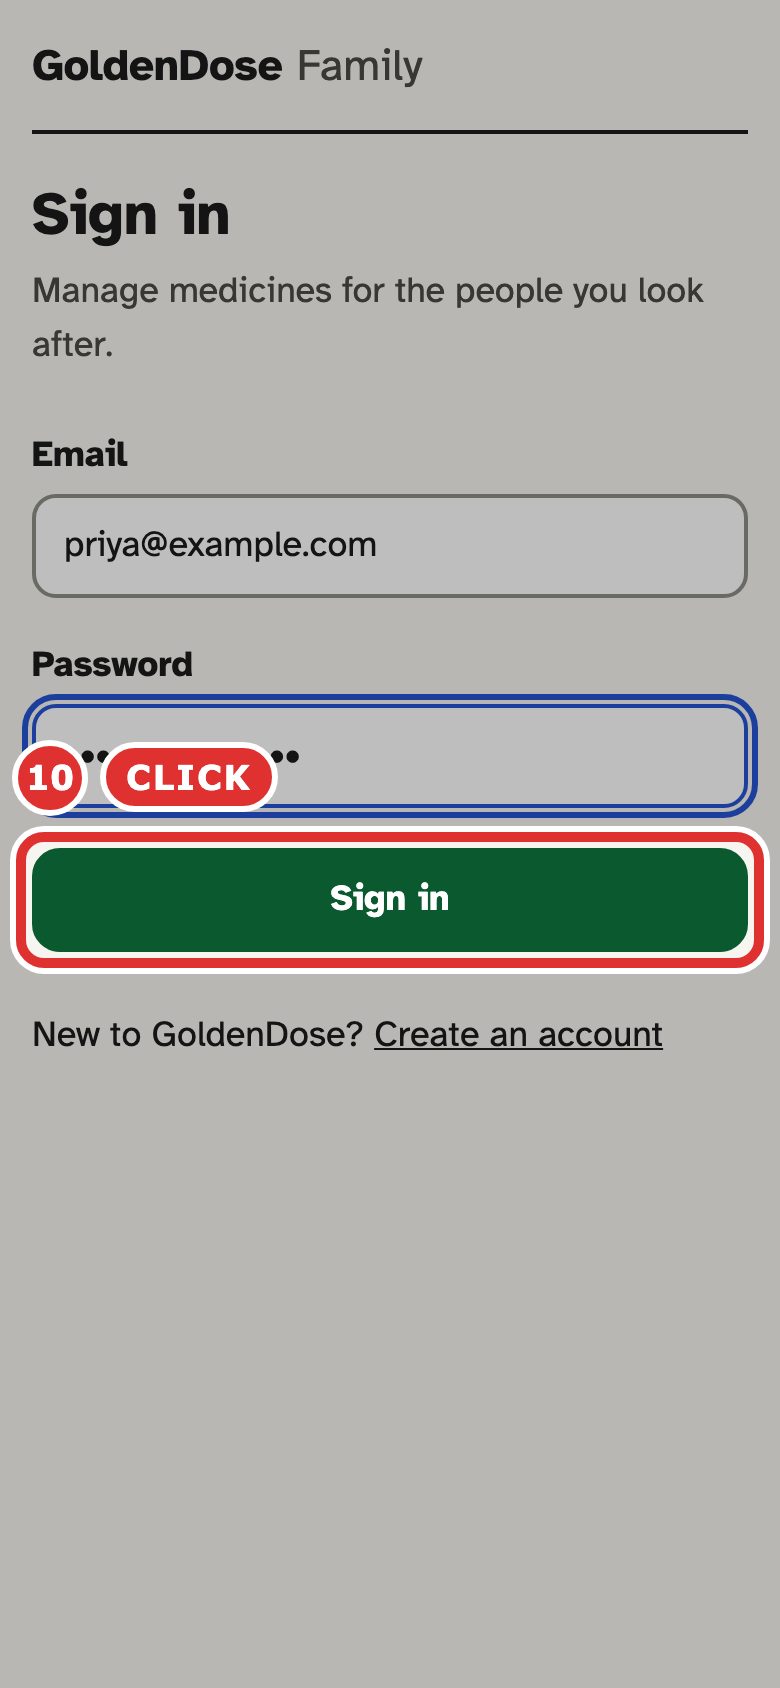 GoldenDose Family
Sign in
Manage medicines for the people you look
after.
Email
priya@example.com
Password
10 CLICK
Sign in
New to GoldenDose? Create an account